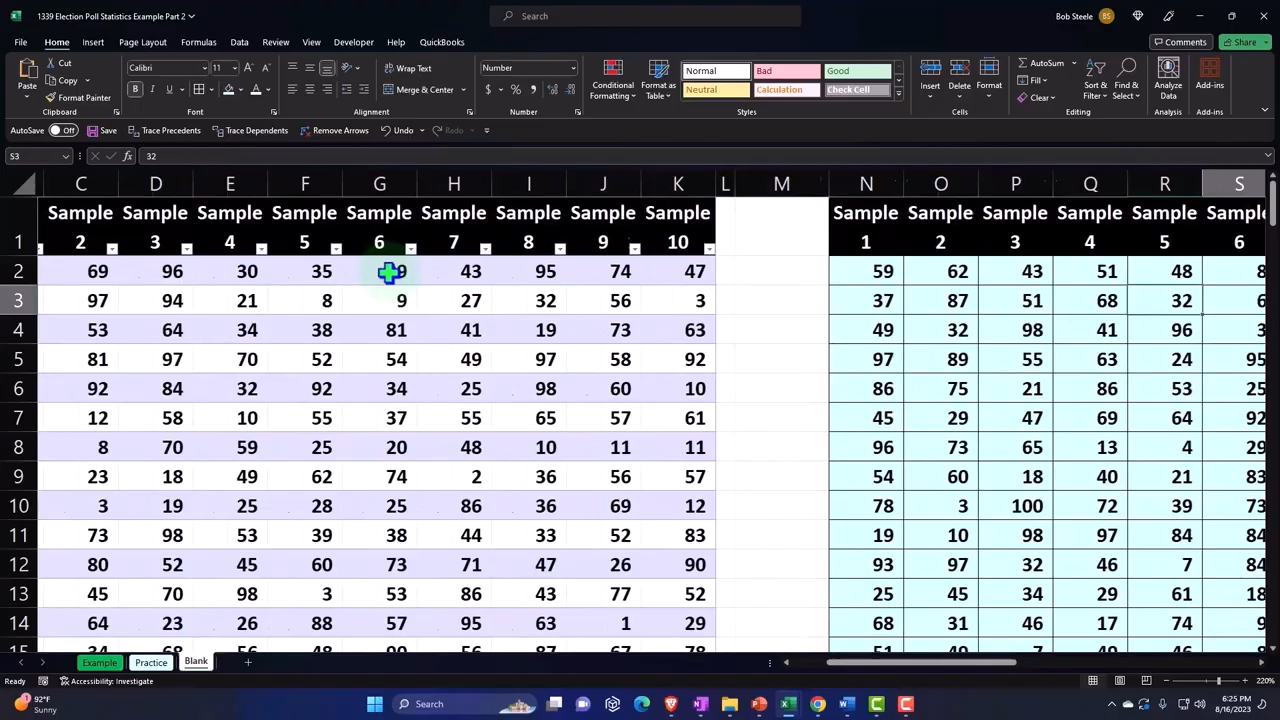 1339 Election Poll Statistics Example Part 2
Search
Bob Steele
BS
File Home Insert Page Layout Formulas Data Review View Developer Help QuickBooks
Comments
Share
Paste
Cut
Copy
Format Painter
Calibri
11
Wrap Text
Merge & Center
Number
Conditional Formatting
Format as Table
Normal Bad Good
Neutral Calculation Check Cell
Insert Delete Format
AutoSum
Fill
Clear
Sort & Filter
Find & Select
Analyze Data
Add-ins
Clipboard Font Alignment Number Styles Cells Editing Analysis Add-ins
AutoSave Off Save Trace Precedents Trace Dependents Remove Arrows Undo Redo
S3 fx 32
C D E F G H I J K L M N O P Q R S
Sample Sample Sample Sample Sample Sample Sample Sample Sample Sample Sample Sample Sample Sample
1 2 3 4 5 6 7 8 9 10 1 2 3 4 5 6
2 69 96 30 35 43 95 74 47 59 62 43 51 48
3 97 94 21 8 9 27 32 56 3 37 87 51 68 32
4 53 64 34 38 81 41 19 73 63 49 32 98 41 96
5 81 97 70 52 54 49 97 58 92 97 89 55 63 24 95
6 92 84 32 92 34 25 98 60 10 86 75 21 86 53 25
7 12 58 10 55 37 55 65 57 61 45 29 47 69 64 92
8 8 70 59 25 20 48 10 11 11 96 73 65 13 4 29
9 23 18 49 62 74 2 36 56 57 54 60 18 40 21 83
10 3 19 25 28 25 86 36 69 12 78 3 100 72 39 73
11 73 98 53 39 38 44 33 52 83 19 10 98 97 84 84
12 80 52 45 60 73 71 47 26 90 93 97 32 46 7 84
13 45 70 98 3 53 86 43 77 52 25 45 34 29 61 18
14 64 23 26 88 57 95 63 1 29 68 31 46 17 74 9
Example Practice Blank
Ready Accessibility: Investigate 220%
92°F
Sunny
Search
6:25 PM
8/16/2023